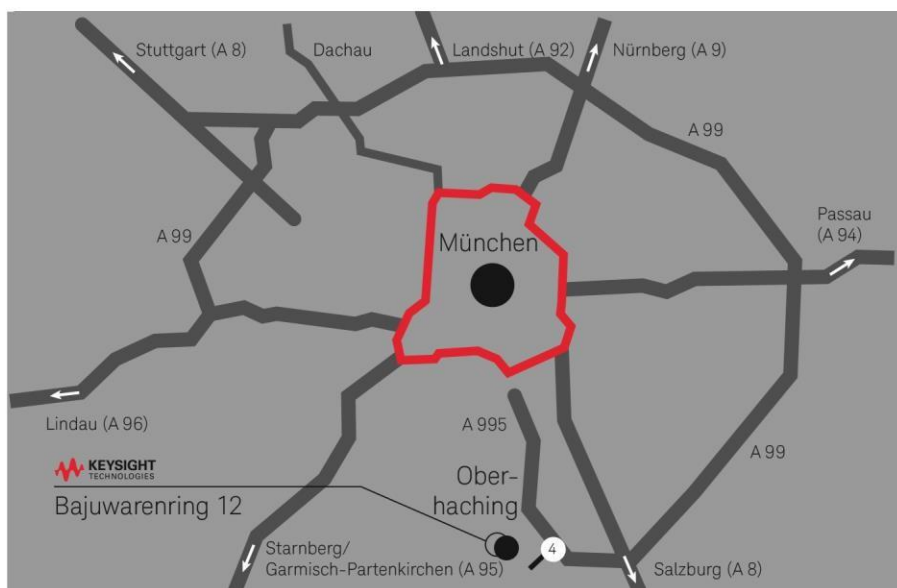 Stuttgart (A 8)
Dachau
Landshut (A 92)
Nürnberg (A 9)
A 99
Passau
(A 94)
A 99
München
Lindau (A 96)
A 995
A 99
KEYSIGHT
TECHNOLOGIES
Ober-
haching
Bajuwarenring 12
4
Starnberg/
Garmisch-Partenkirchen (A 95)
Salzburg (A 8)